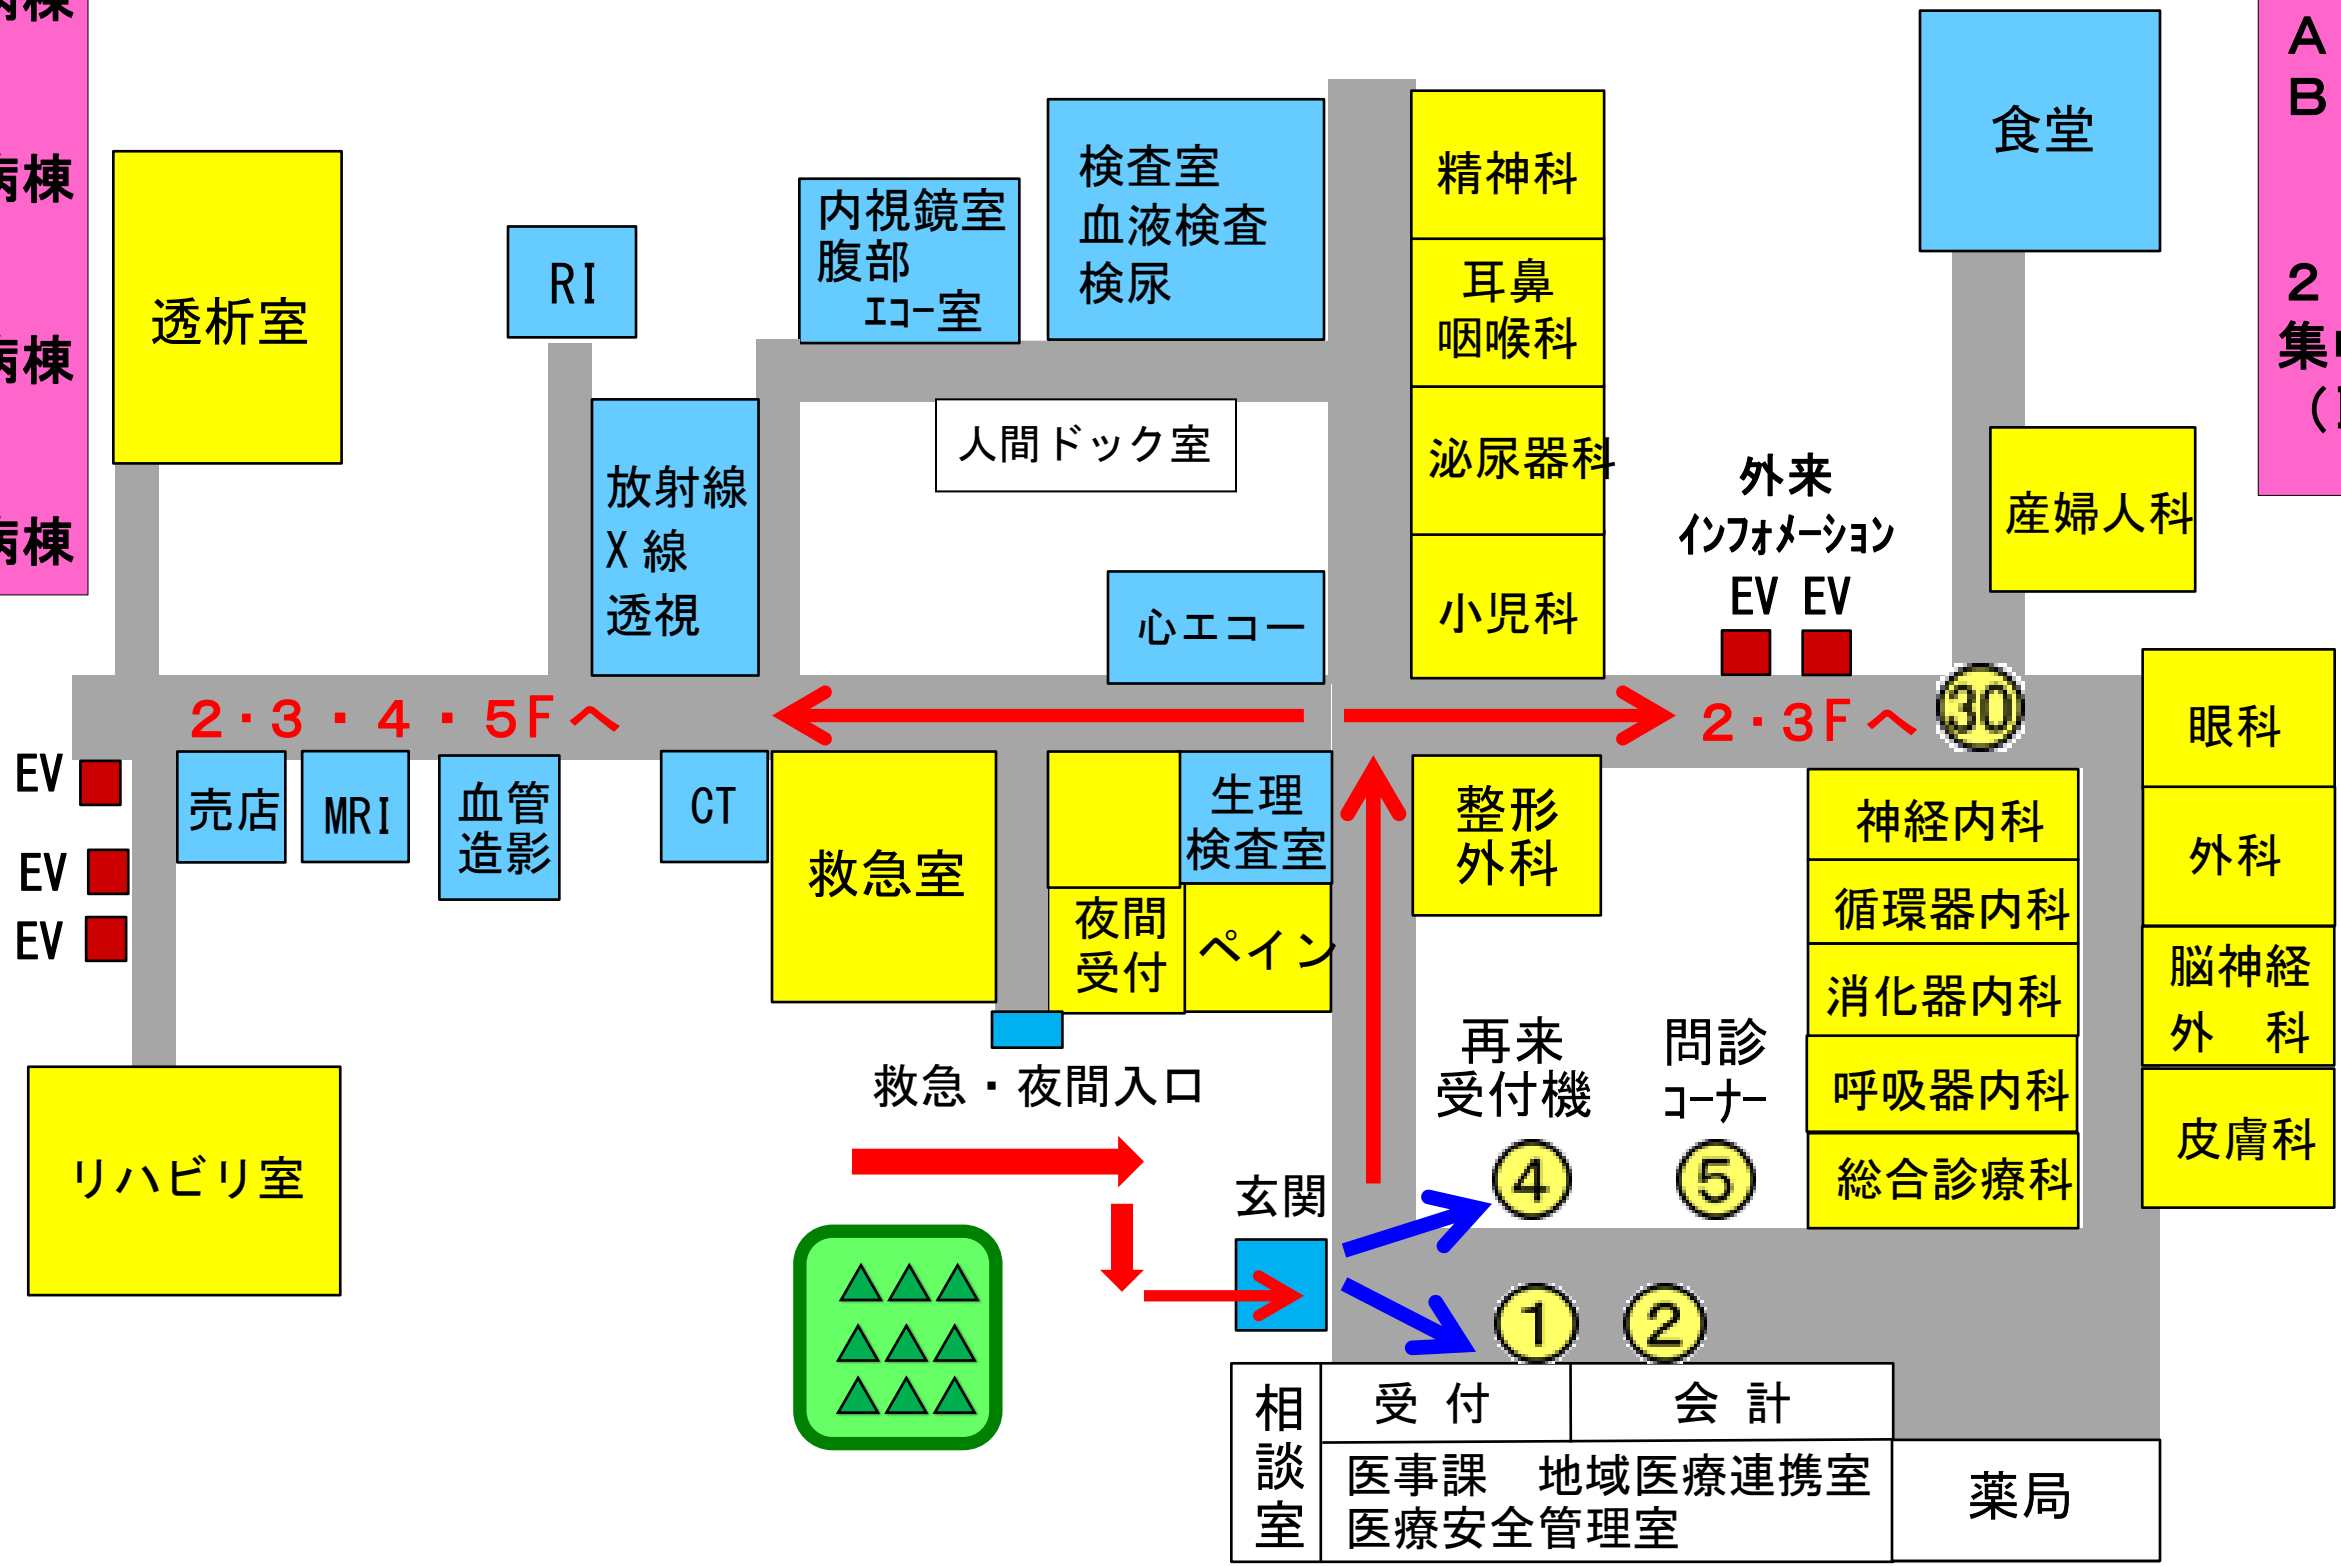 病棟
病棟
病棟
病棟
A
B
2
食堂
検査室
血液検査
検尿
精神科
内視鏡室
腹部
エコー室
RI
透析室
耳鼻
咽喉科
人間ドック室
泌尿器科
外来
インフォメーション
EV EV
産婦人科
放射線
X線
透視
心エコー
小児科
2・3・4・5Fへ
2・3Fへ
㉚
眼科
EV
EV
EV
売店
MRI
血管
造影
CT
救急室
生理
検査室
夜間
受付
ペイン
整形
外科
神経内科
循環器内科
消化器内科
呼吸器内科
総合診療科
外科
脳神経
外 科
皮膚科
再来
受付機
④
問診
コーナー
⑤
救急・夜間入口
リハビリ室
玄関
①
②
相談室
受 付
会 計
医事課 地域医療連携室
医療安全管理室
薬局